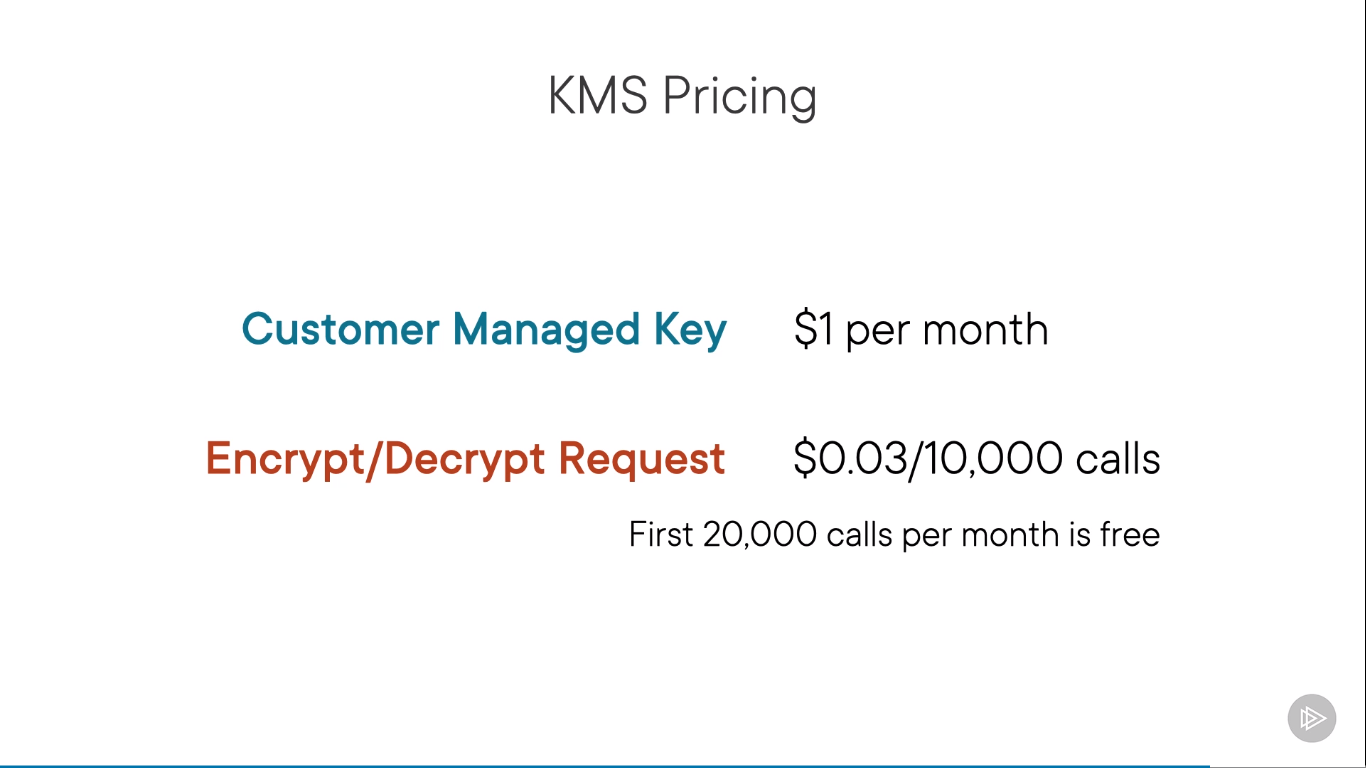 KMS Pricing
Customer Managed Key $1 per month
Encrypt/Decrypt Request $0.03/10,000 calls
First 20,000 calls per month is free